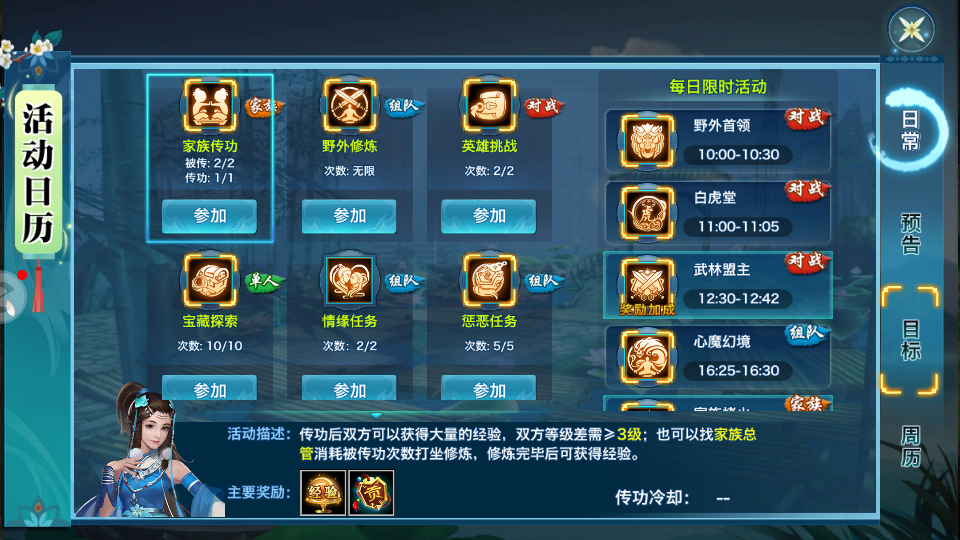 活动日历
家族
家族传功
被传: 2/2
传功: 1/1
参加
组队
野外修炼
次数: 无限
参加
对战
英雄挑战
次数: 2/2
参加
单人
宝藏探索
次数: 10/10
参加
组队
情缘任务
次数: 2/2
参加
组队
惩恶任务
次数: 5/5
参加
每日限时活动
野外首领
对战
10:00-10:30
虎
白虎堂
对战
11:00-11:05
武林盟主
对战
奖励加成
12:30-12:42
心魔幻境
组队
16:25-16:30
家族
日常
预告
目标
周历
活动描述: 传功后双方可以获得大量的经验，双方等级差需≥3级；也可以找家族总
管消耗被传功次数打坐修炼，修炼完毕后可获得经验。
主要奖励:
经验
贡
传功冷却: --